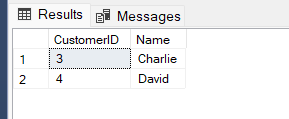 Results Messages
CustomerID Name
1 3 Charlie
2 4 David